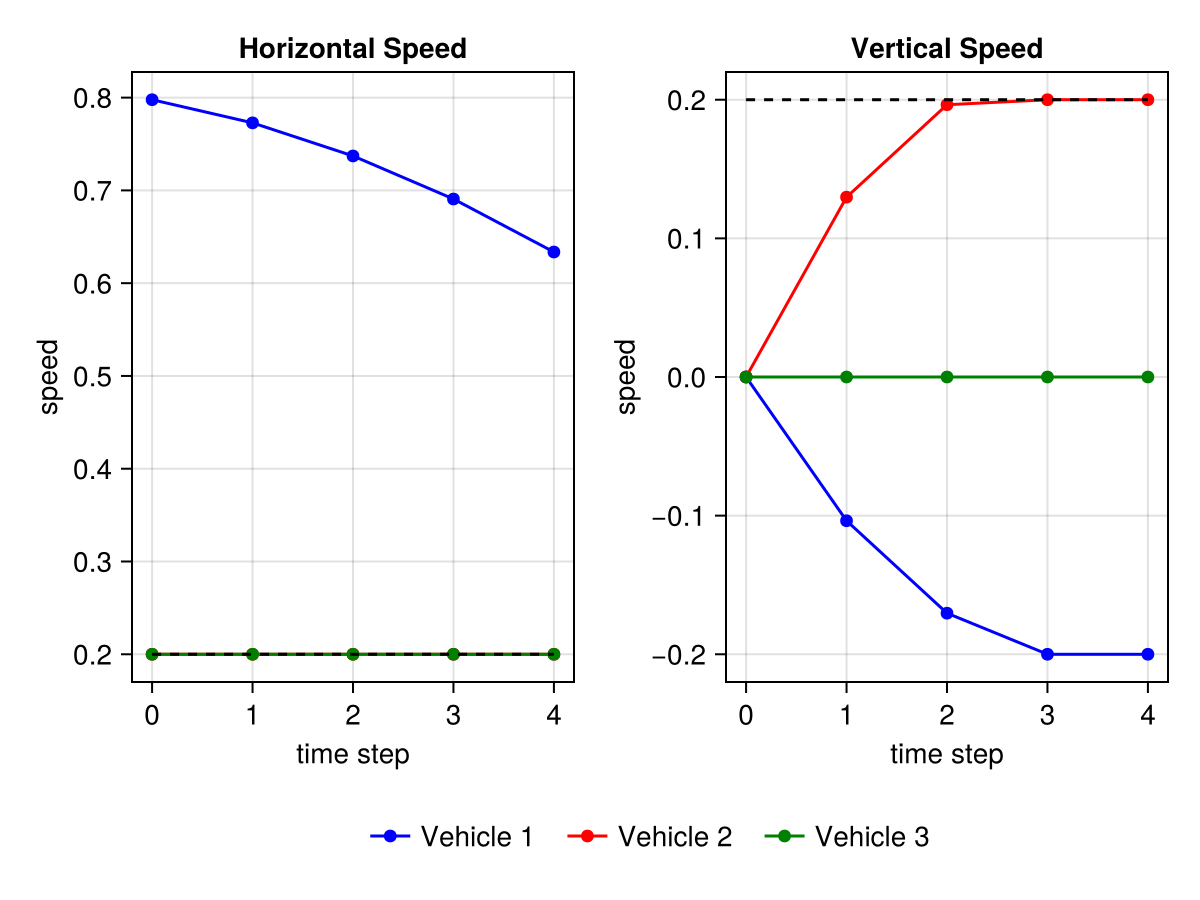 Horizontal Speed
0.8
0.7
0.6
0.5
0.4
0.3
0.2
speed
0 1 2 3 4
time step
Vertical Speed
0.2
0.1
0.0
−0.1
−0.2
speed
0 1 2 3 4
time step
Vehicle 1 Vehicle 2 Vehicle 3